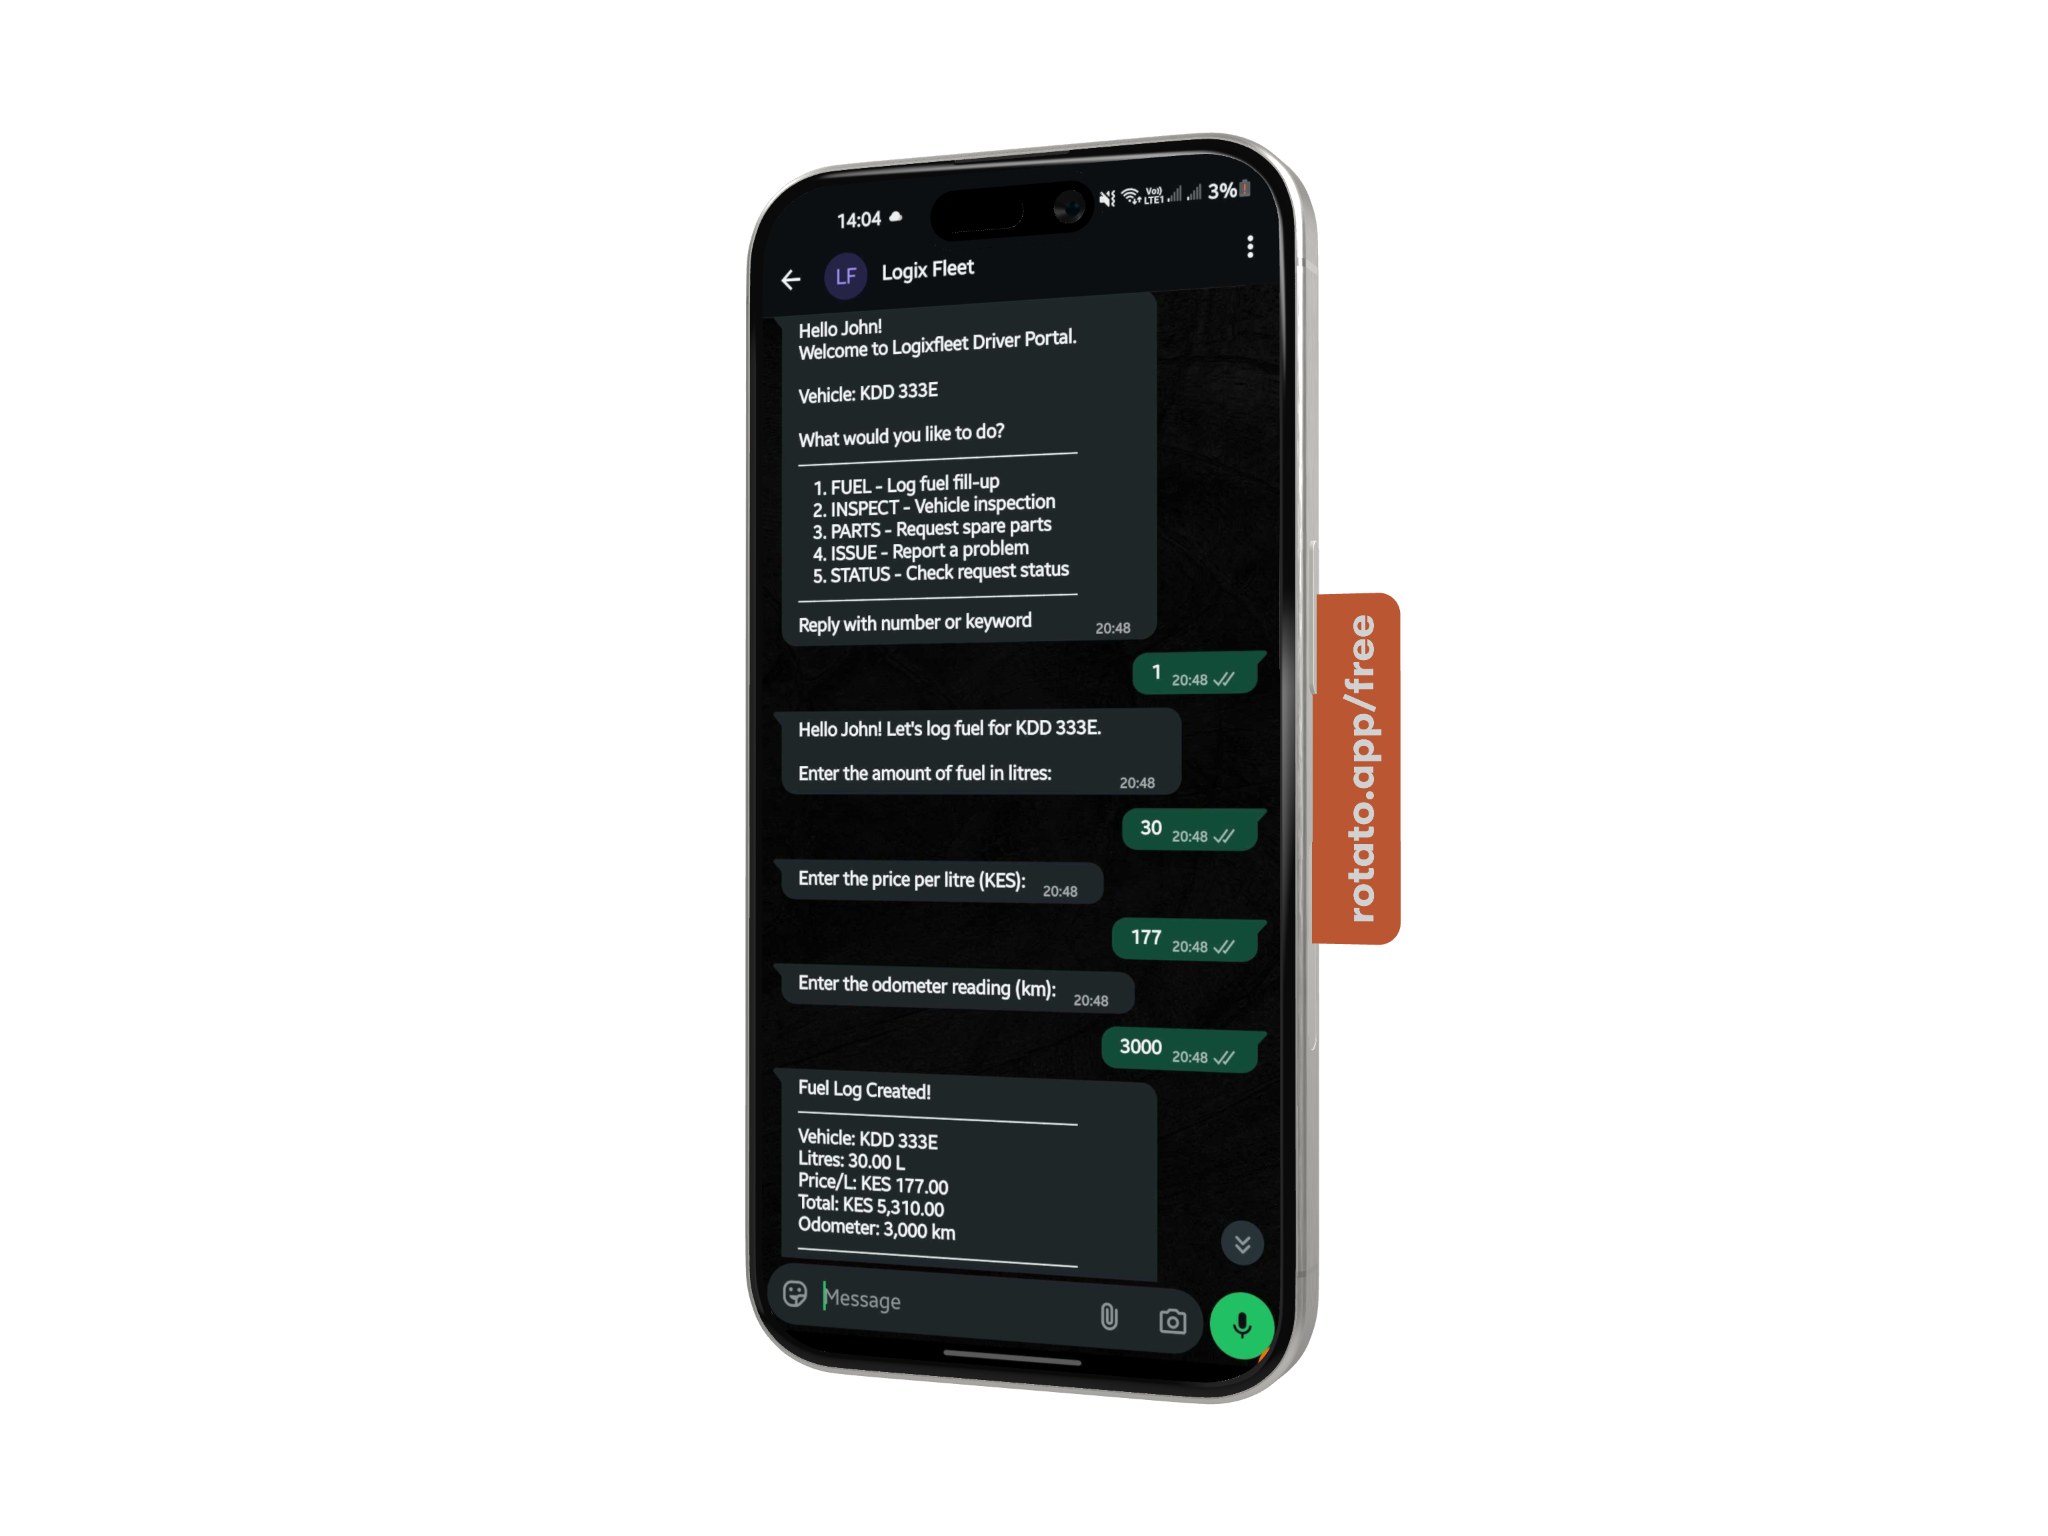 14:04
Vo))
LTE1
3%
LF
Logix Fleet
Hello John!
Welcome to Logixfleet Driver Portal.
Vehicle: KDD 333E
What would you like to do?
1. FUEL - Log fuel fill-up
2. INSPECT - Vehicle inspection
3. PARTS - Request spare parts
4. ISSUE - Report a problem
5. STATUS - Check request status
Reply with number or keyword
20:48
1 20:48
Hello John! Let's log fuel for KDD 333E.
Enter the amount of fuel in litres:
20:48
30 20:48
Enter the price per litre (KES): 20:48
177 20:48
Enter the odometer reading (km): 20:48
3000 20:48
Fuel Log Created!
Vehicle: KDD 333E
Litres: 30.00 L
Price/L: KES 177.00
Total: KES 5,310.00
Odometer: 3,000 km
Message
rotato.app/free